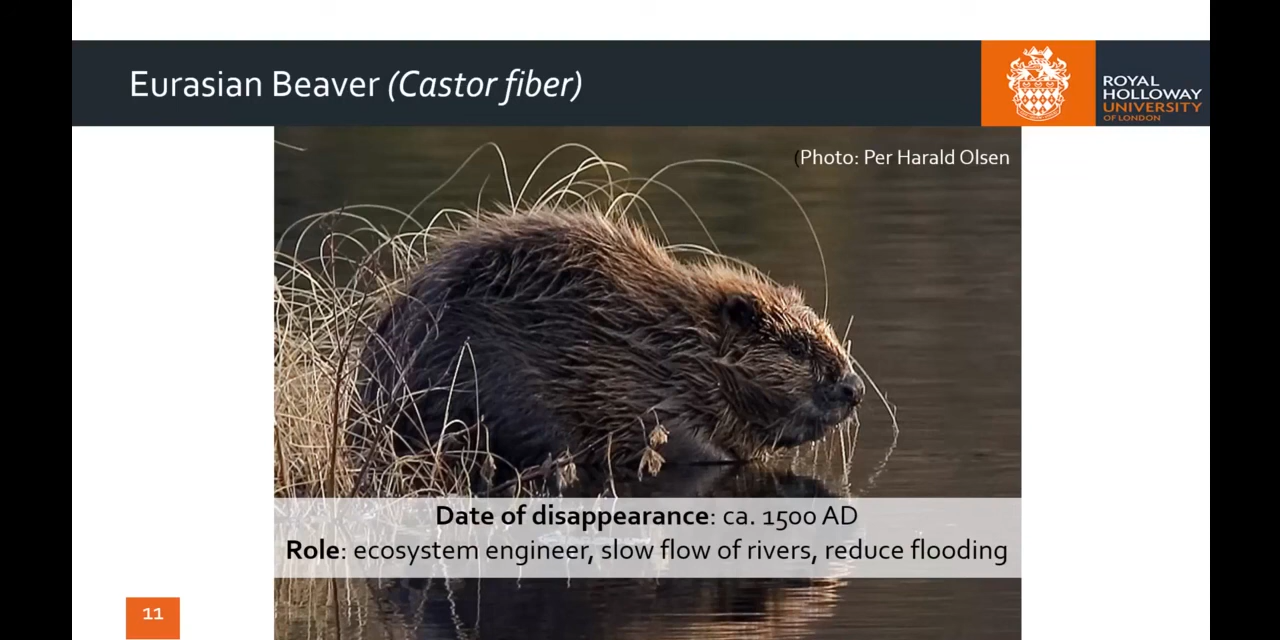 Eurasian Beaver (Castor fiber)
ROYAL
HOLLOWAY
UNIVERSITY
OF LONDON
(Photo: Per Harald Olsen
Date of disappearance: ca. 1500 AD
Role: ecosystem engineer, slow flow of rivers, reduce flooding
11